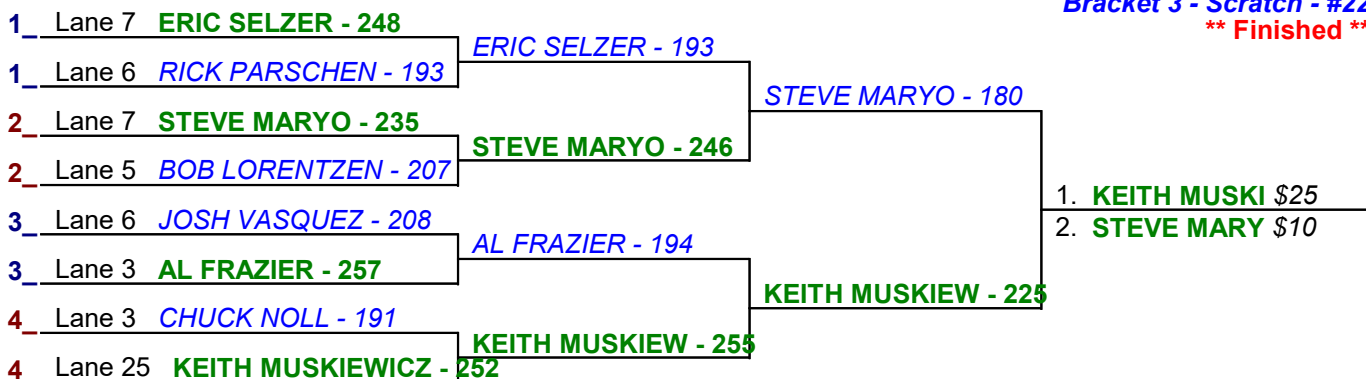 Bracket 3 - Scratch - #22
** Finished **
1_ Lane 7 ERIC SELZER - 248
ERIC SELZER - 193
1_ Lane 6 RICK PARSCHEN - 193
STEVE MARYO - 180
2_ Lane 7 STEVE MARYO - 235
STEVE MARYO - 246
2_ Lane 5 BOB LORENTZEN - 207
1. KEITH MUSKI $25
2. STEVE MARY $10
3_ Lane 6 JOSH VASQUEZ - 208
AL FRAZIER - 194
3_ Lane 3 AL FRAZIER - 257
KEITH MUSKIEW - 225
4_ Lane 3 CHUCK NOLL - 191
KEITH MUSKIEW - 255
4 Lane 25 KEITH MUSKIEWICZ - 252